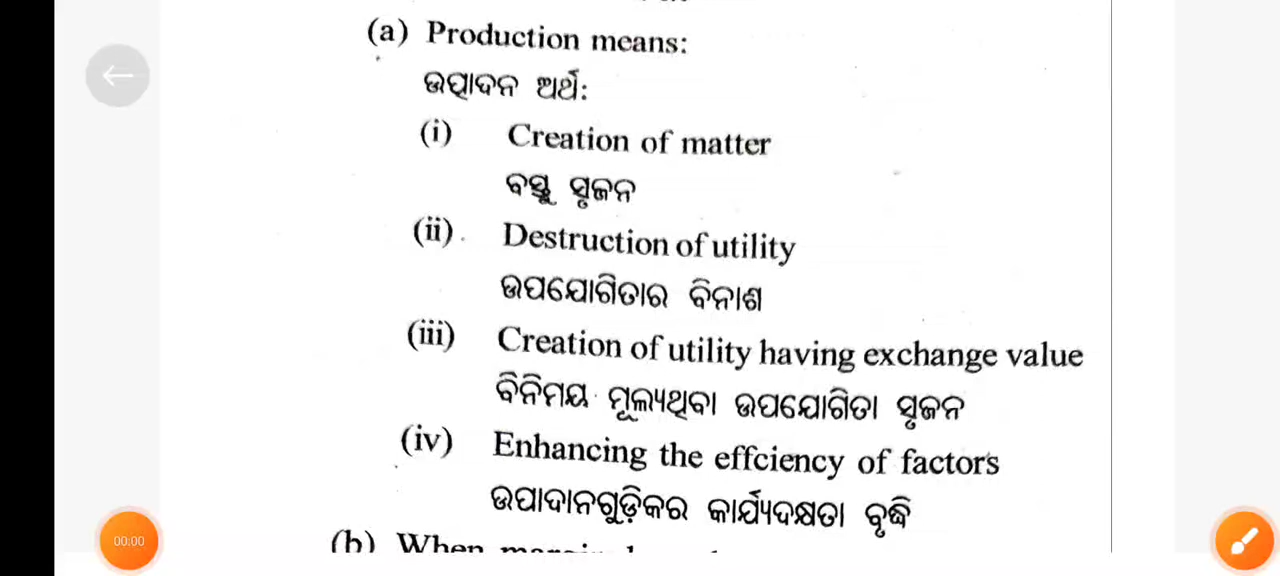 (a) Production means:
ଉତ୍ପାଦନ ଅର୍ଥ:
(i) Creation of matter
ବସ୍ତୁ ସୃଜନ
(ii) Destruction of utility
ଉପଯୋଗିତାର ବିନାଶ
(iii) Creation of utility having exchange value
ବିନିମୟ ମୂଲ୍ୟଥିବା ଉପଯୋଗିତା ସୃଜନ
(iv) Enhancing the effciency of factors
ଉପାଦାନଗୁଡ଼ିକର କାର୍ଯ୍ୟଦକ୍ଷତା ବୃଦ୍ଧି
00:00
(b) When